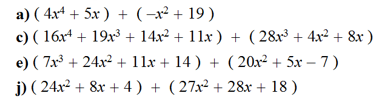 a) ( 4x⁴ + 5x ) + ( –x² + 19 )
c) ( 16x⁴ + 19x³ + 14x² + 11x ) + ( 28x³ + 4x² + 8x )
e) ( 7x³ + 24x² + 11x + 14 ) + ( 20x² + 5x – 7 )
j) ( 24x² + 8x + 4 ) + ( 27x² + 28x + 18 )